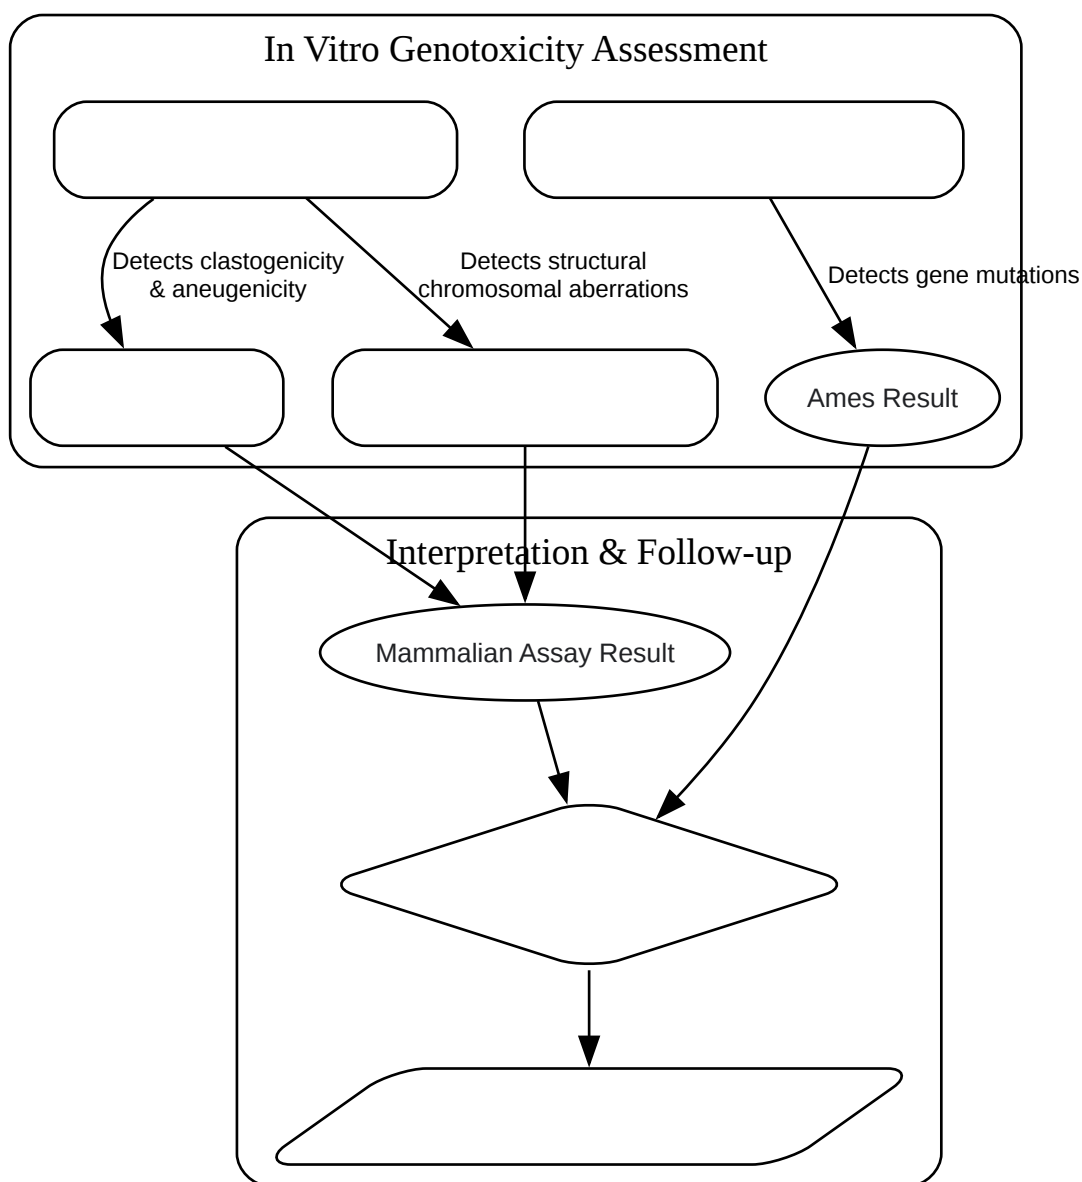 In Vitro Genotoxicity Assessment
Detects clastogenicity
& aneugenicity
Detects structural
chromosomal aberrations
Detects gene mutations
Ames Result
Interpretation & Follow-up
Mammalian Assay Result